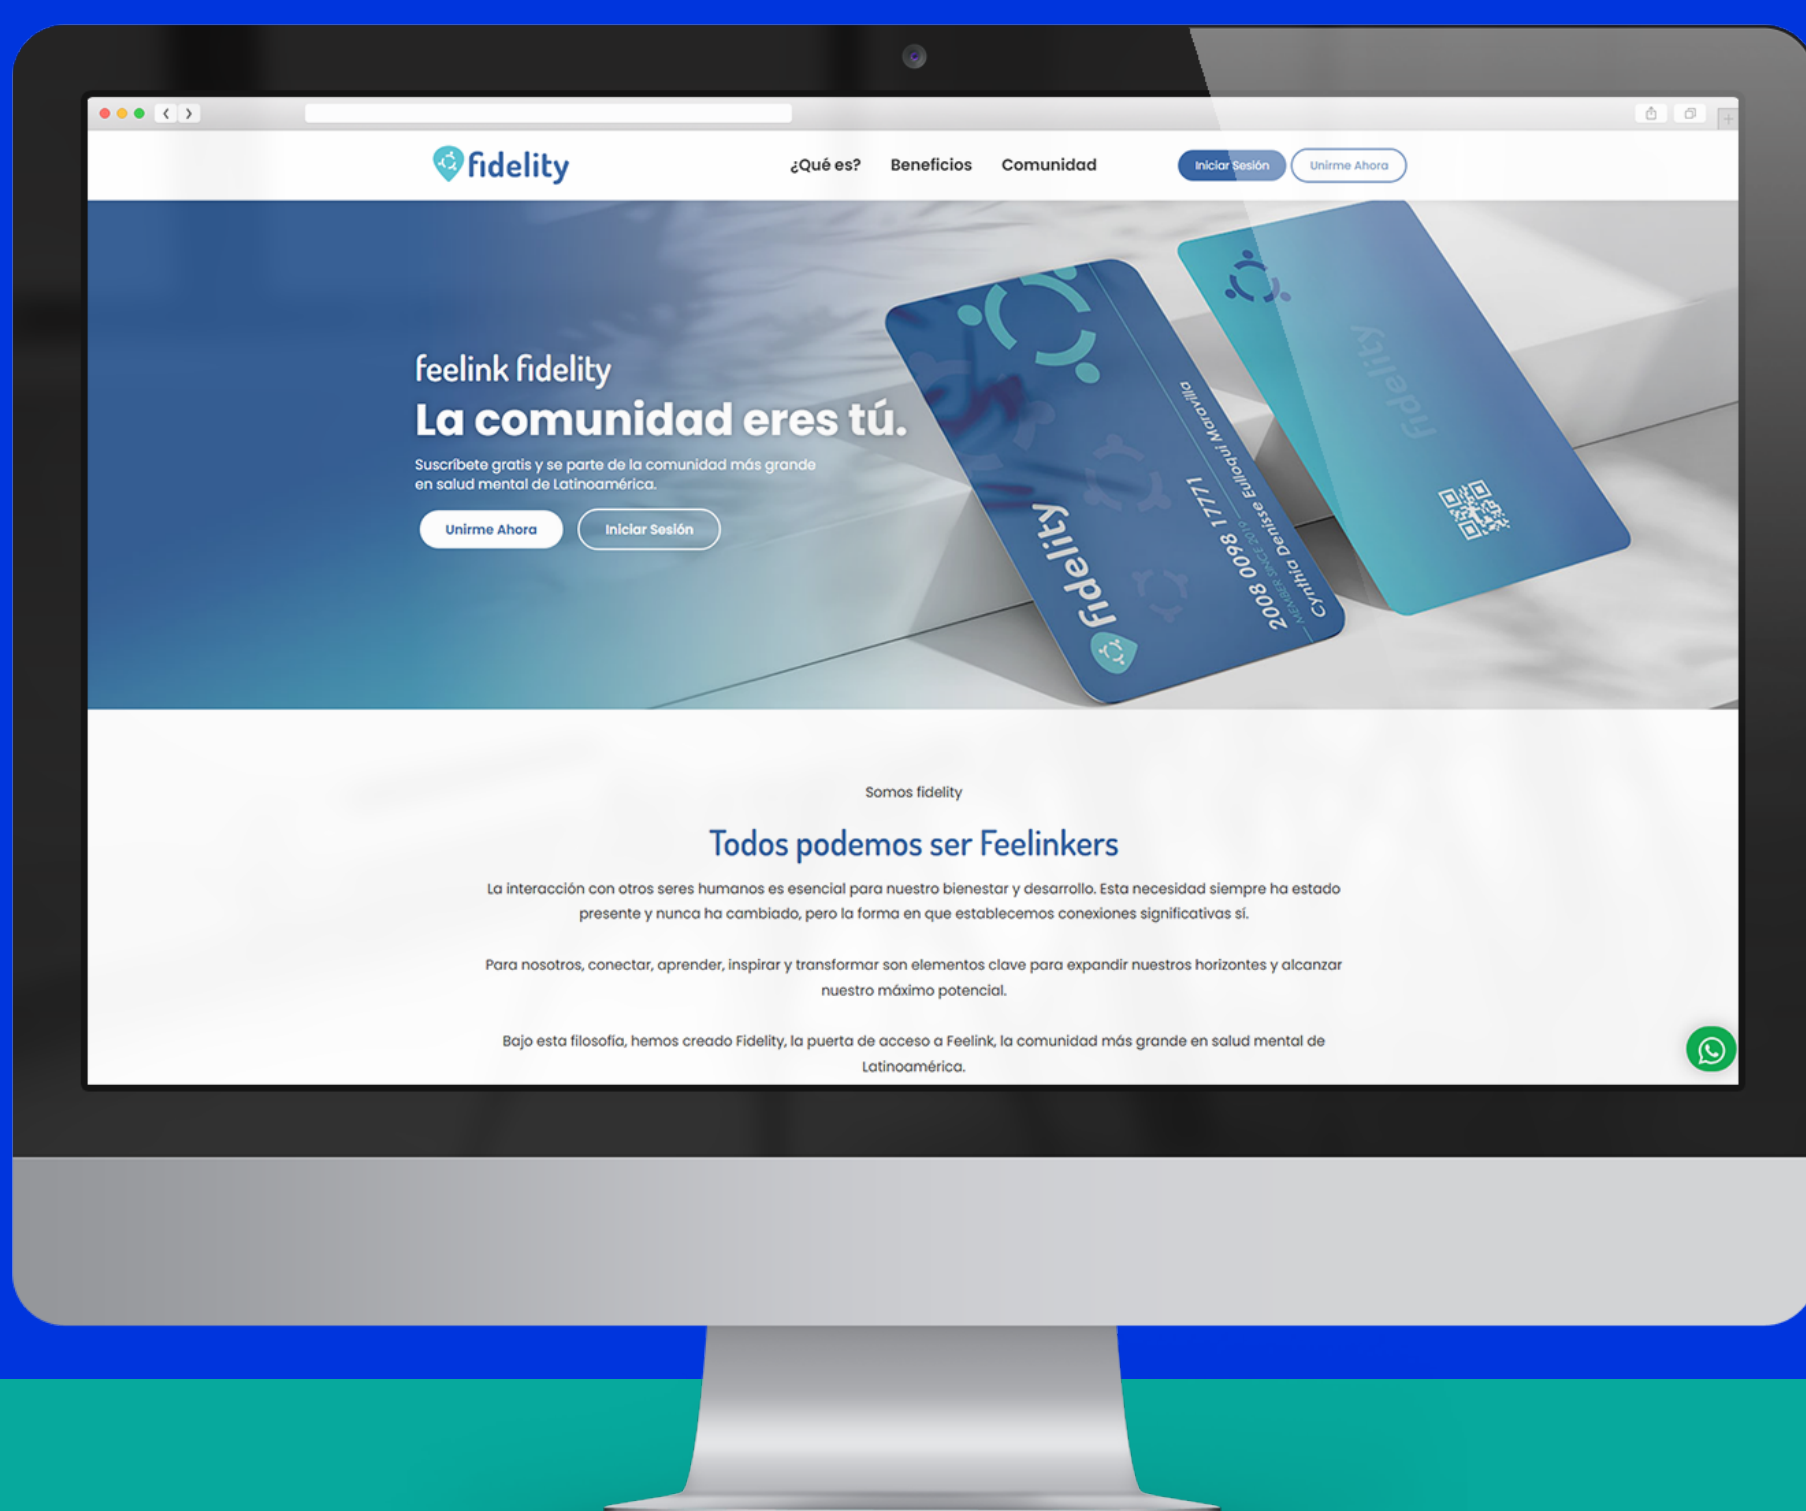 fidelity
¿Qué es? Beneficios Comunidad
Iniciar Sesión Unirme Ahora
feelink fidelity
La comunidad eres tú.
Suscríbete gratis y se parte de la comunidad más grande
en salud mental de Latinoamérica.
Unirme Ahora Iniciar Sesión
fidelity
2008 0098 17771
MEMBER SINCE 2019
Cynthia Denisse Eulloqui Maravilla
fidelity
Somos fidelity
Todos podemos ser Feelinkers
La interacción con otros seres humanos es esencial para nuestro bienestar y desarrollo. Esta necesidad siempre ha estado
presente y nunca ha cambiado, pero la forma en que establecemos conexiones significativas sí.
Para nosotros, conectar, aprender, inspirar y transformar son elementos clave para expandir nuestros horizontes y alcanzar
nuestro máximo potencial.
Bajo esta filosofía, hemos creado Fidelity, la puerta de acceso a Feelink, la comunidad más grande en salud mental de
Latinoamérica.